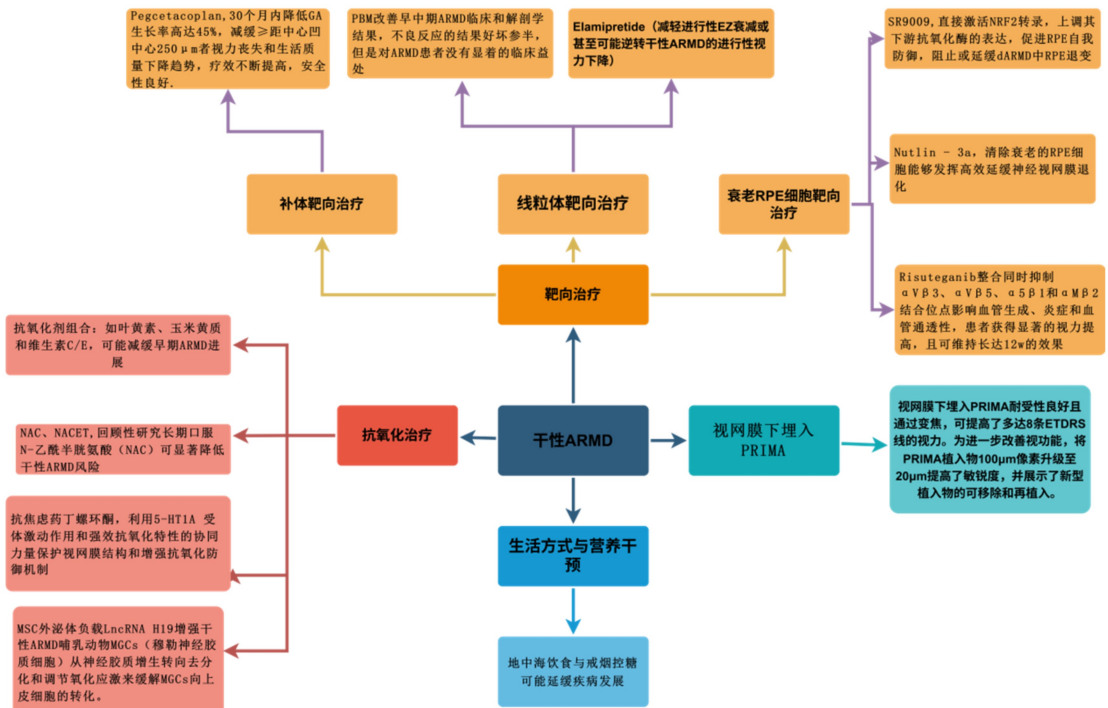 Pegcetacoplan,30个月内降低GA
生长率高达45%，减缓≥距中心凹
中心250μm者视力丧失和生活质
量下降趋势，疗效不断提高，安全
性良好.
PBM改善早中期ARMD临床和解剖学
结果，不良反应的结果好坏参半，
但是对ARMD患者没有显着的临床益
处
Elamipretide（减轻进行性EZ衰减或
甚至可能逆转干性ARMD的进行性视
力下降）
SR9009,直接激活NRF2转录，上调其
下游抗氧化酶的表达，促进RPE自我
防御，阻止或延缓dARMD中RPE退变
Nutlin - 3a，清除衰老的RPE细
胞能够发挥高效延缓神经视网膜退
化
补体靶向治疗
线粒体靶向治疗
衰老RPE细胞靶向
治疗
Risuteganib整合同时抑制
αVβ3、αVβ5、α5β1和αMβ2
结合位点影响血管生成、炎症和血
管通透性，患者获得显著的视力提
高，且可维持长达12w的效果
靶向治疗
抗氧化剂组合：如叶黄素、玉米黄质
和维生素C/E，可能减缓早期ARMD进
展
NAC、NACET,回顾性研究长期口服
N-乙酰半胱氨酸（NAC）可显著降低
干性ARMD风险
抗氧化治疗
干性ARMD
视网膜下埋入
PRIMA
视网膜下埋入PRIMA耐受性良好且
通过变焦，可提高了多达8条ETDRS
线的视力。为进一步改善视功能，将
PRIMA植入物100μm像素升级至
20μm提高了敏锐度，并展示了新型
植入物的可移除和再植入。
抗焦虑药丁螺环酮，利用5-HT1A 受
体激动作用和强效抗氧化特性的协同
力量保护视网膜结构和增强抗氧化防
御机制
生活方式与营养干
预
MSC外泌体负载LncRNA H19增强干
性ARMD哺乳动物MGCs（穆勒神经胶
质细胞）从神经胶质增生转向去分
化和调节氧化应激来缓解MGCs向上
皮细胞的转化。
地中海饮食与戒烟控糖
可能延缓疾病发展